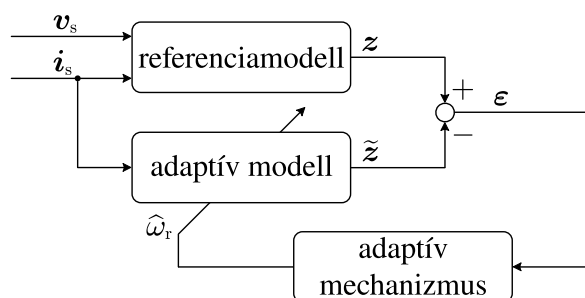 v_s
i_s
referenciamodell
z
+
ε
−
adaptív modell
z̃
ω̂_r
adaptív
mechanizmus